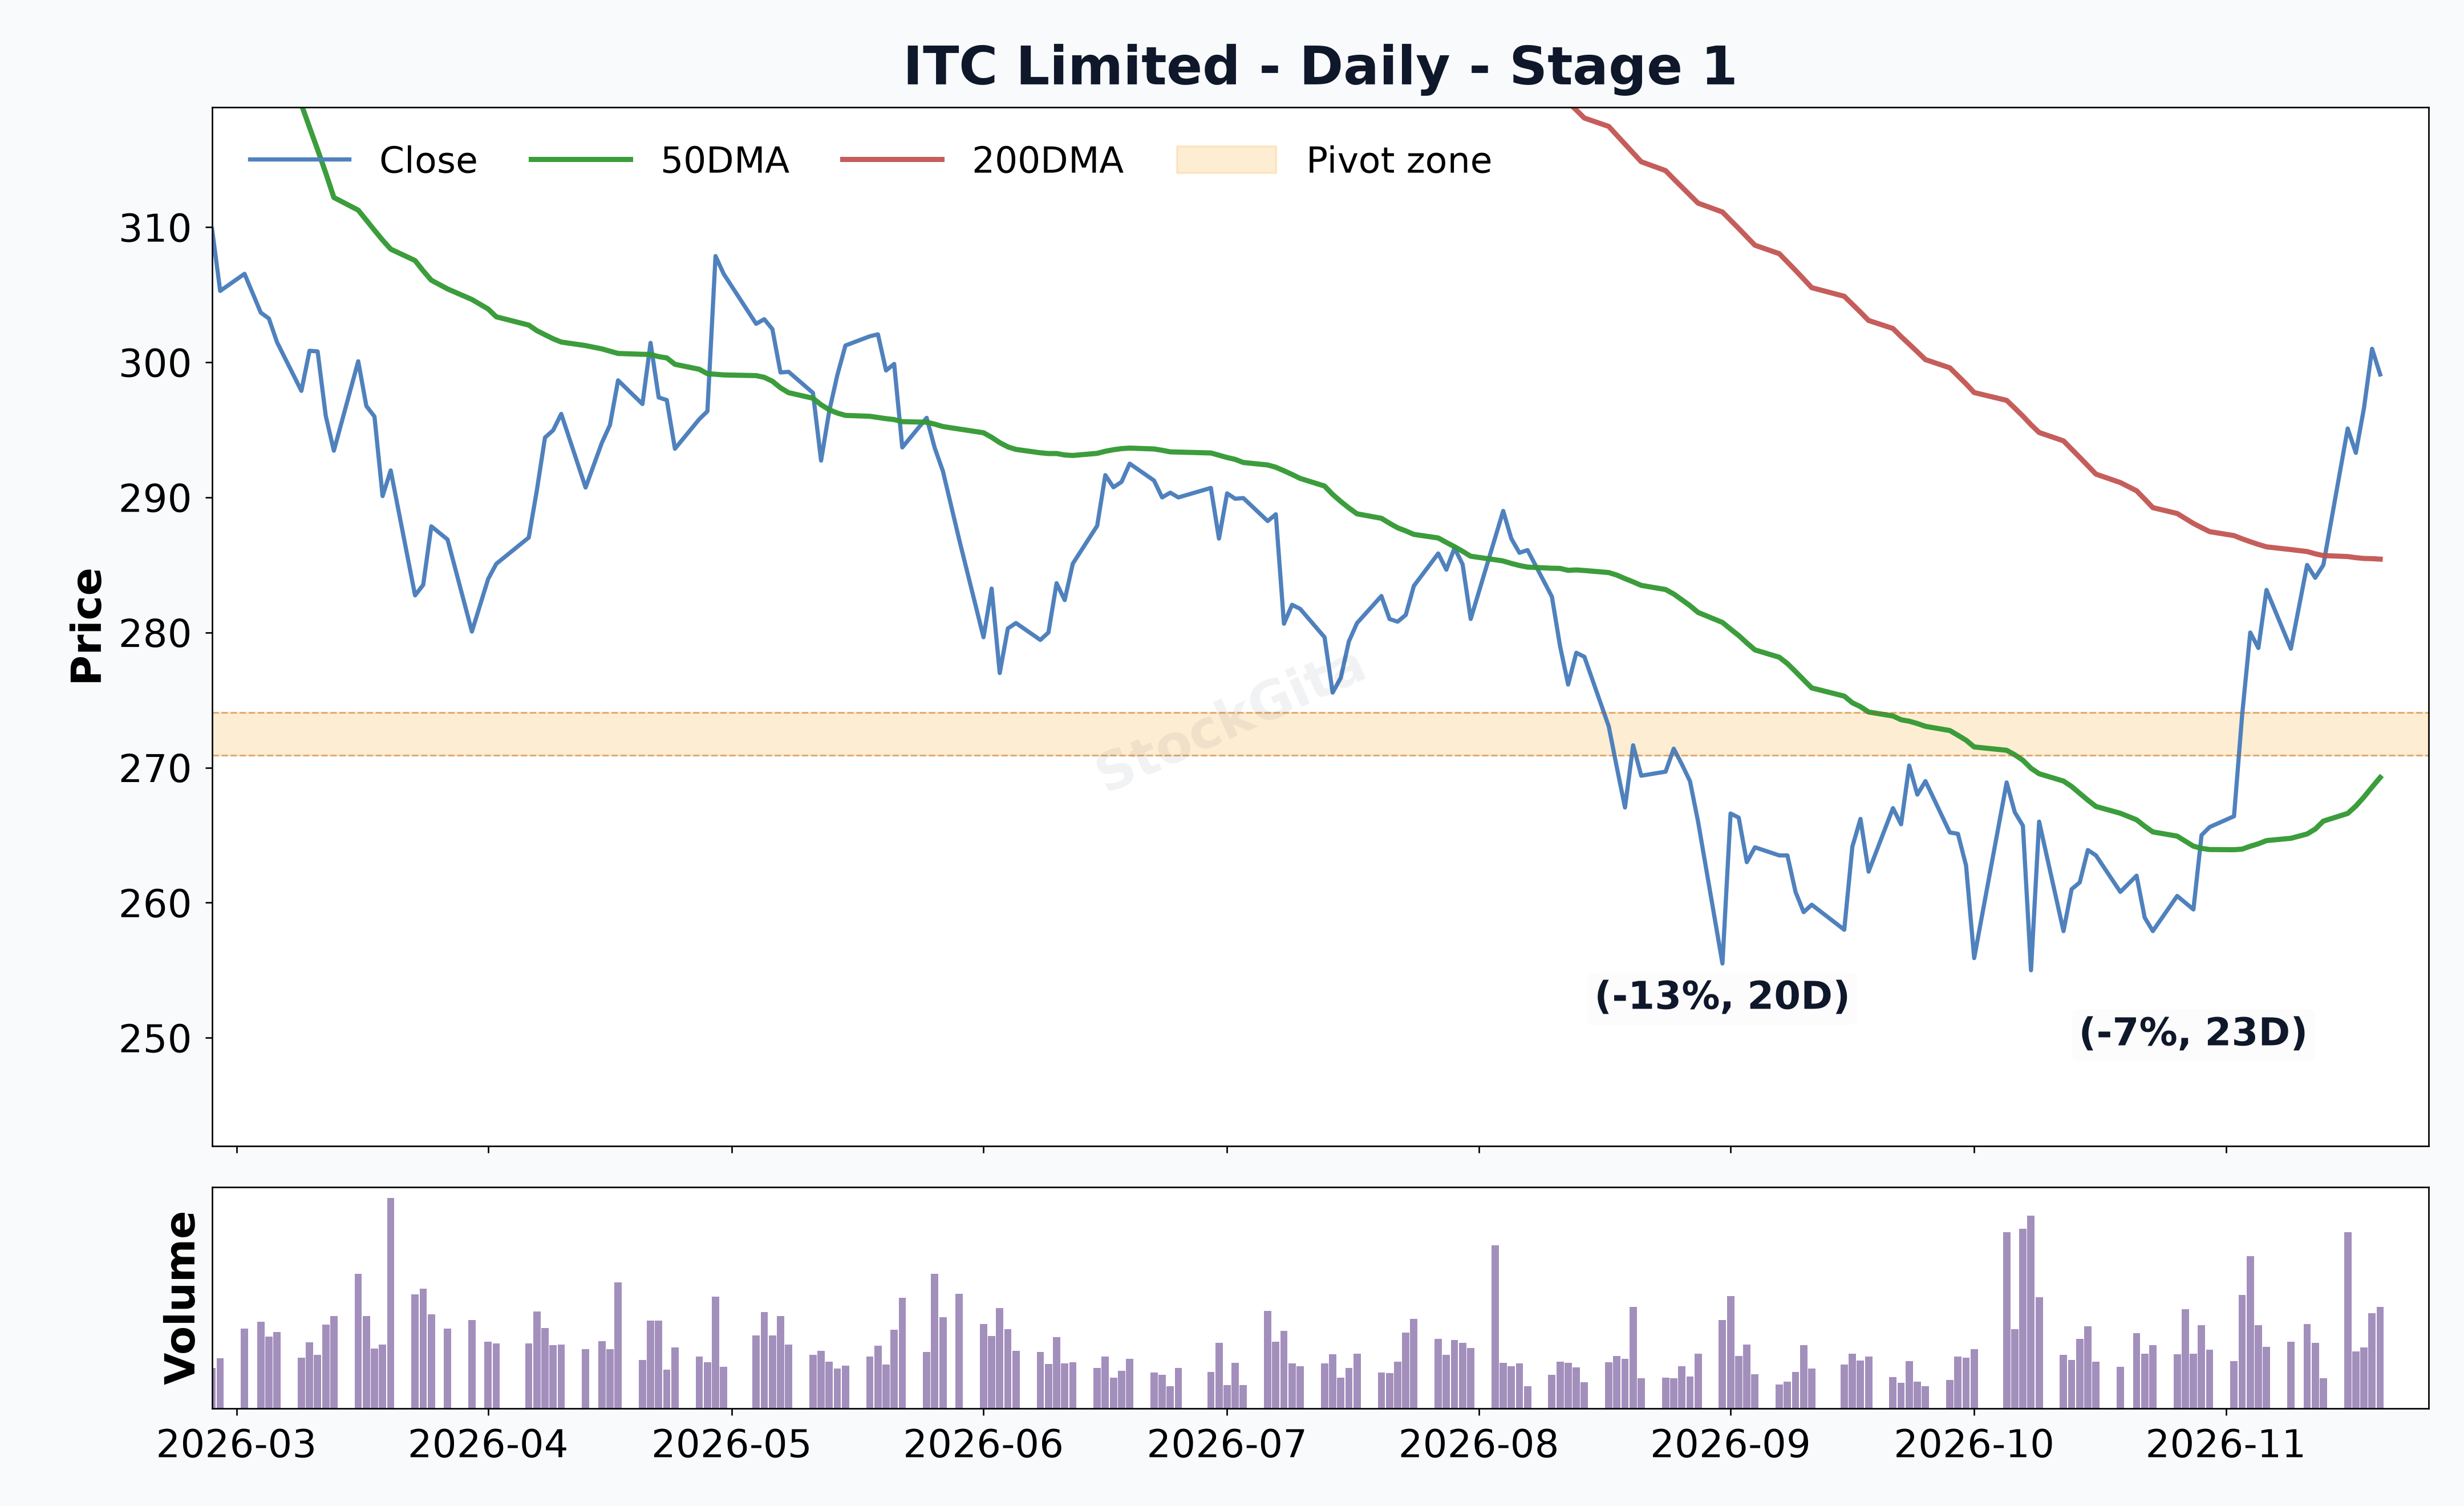 ITC Limited - Daily - Stage 1
Close 50DMA 200DMA Pivot zone
Price
310
300
290
280
270
260
250
StockGita
(-13%, 20D)
(-7%, 23D)
Volume
2026-03 2026-04 2026-05 2026-06 2026-07 2026-08 2026-09 2026-10 2026-11